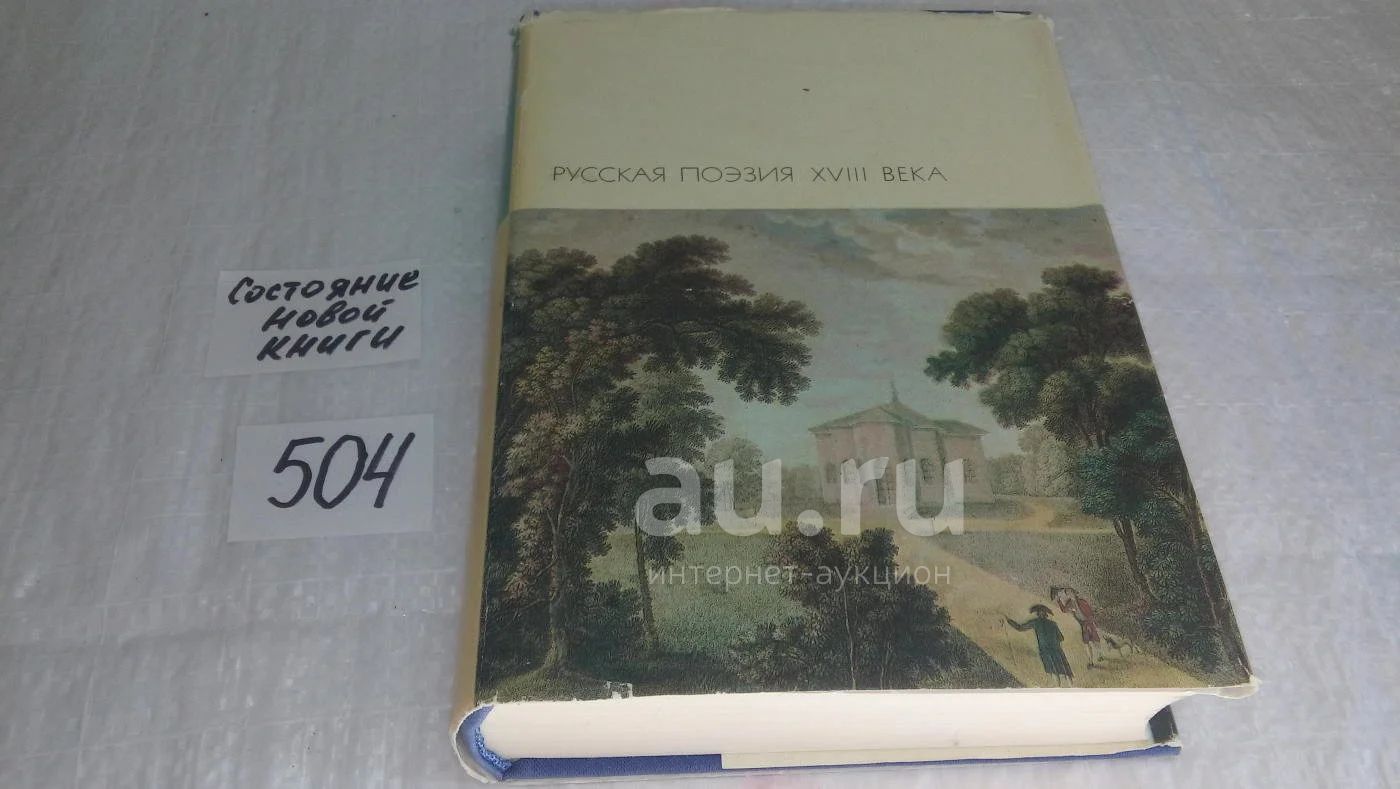 РУССКАЯ ПОЭЗИЯ XVIII ВЕКА
Состояние
новой
книги
504
au.ru
интернет-аукцион